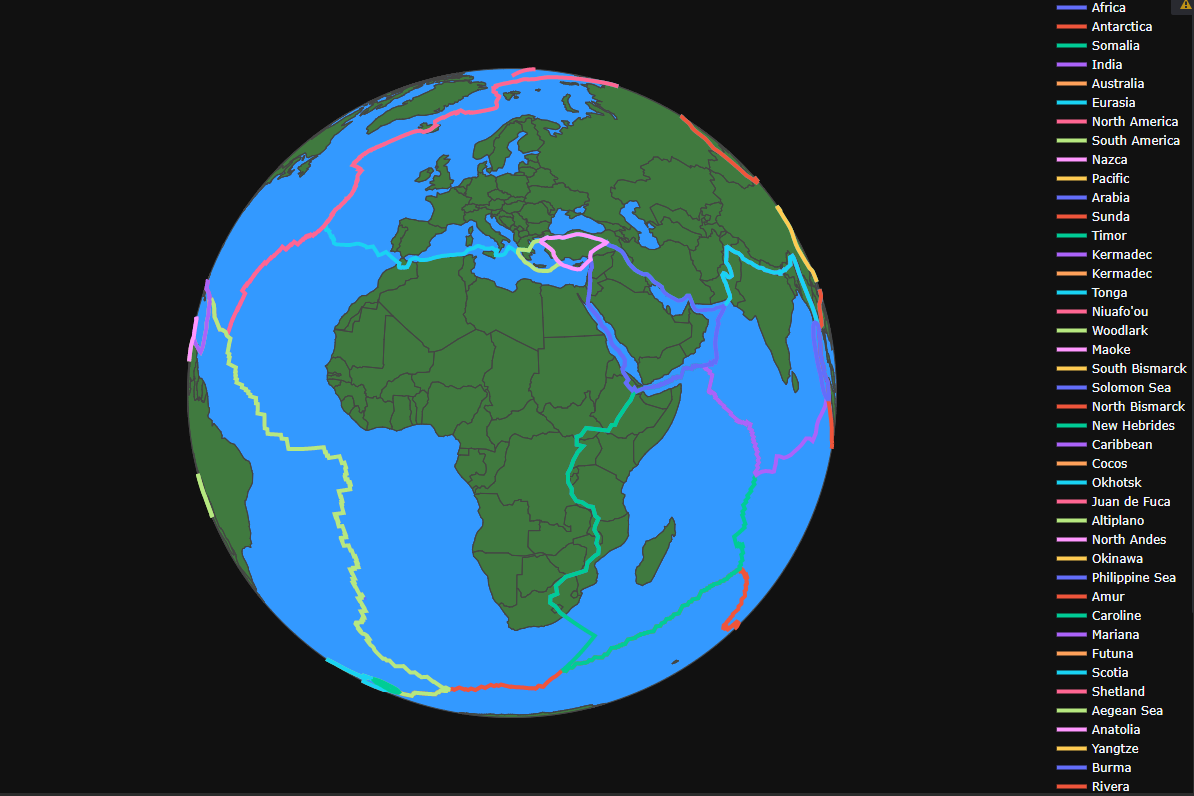 Africa
Antarctica
Somalia
India
Australia
Eurasia
North America
South America
Nazca
Pacific
Arabia
Sunda
Timor
Kermadec
Kermadec
Tonga
Niuafo'ou
Woodlark
Maoke
South Bismarck
Solomon Sea
North Bismarck
New Hebrides
Caribbean
Cocos
Okhotsk
Juan de Fuca
Altiplano
North Andes
Okinawa
Philippine Sea
Amur
Caroline
Mariana
Futuna
Scotia
Shetland
Aegean Sea
Anatolia
Yangtze
Burma
Rivera